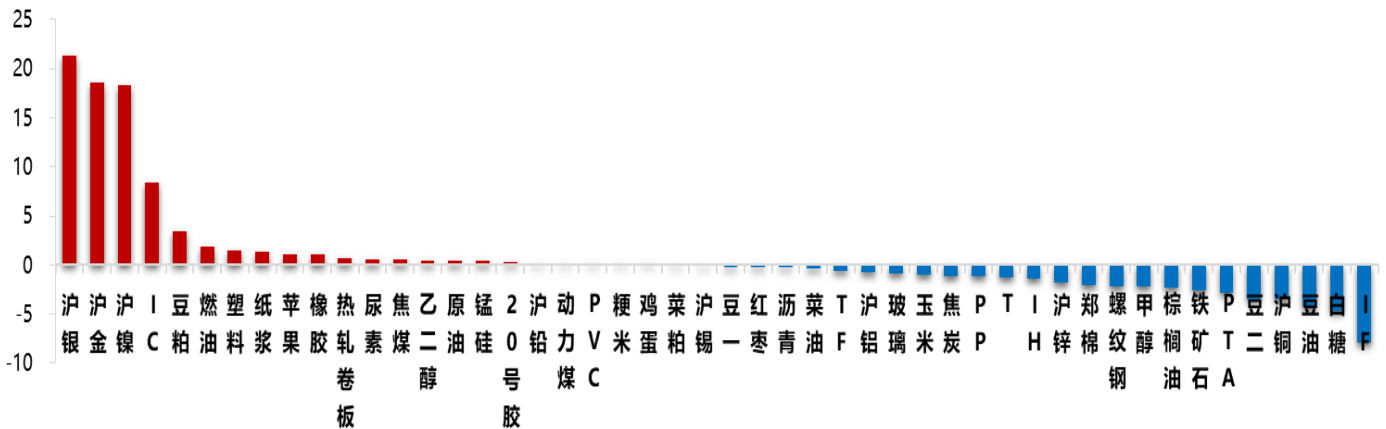 25
20
15
10
5
0
-5
-10
沪银
沪金
沪镍
IC
豆粕
燃油
塑料
纸浆
苹果
橡胶
热轧卷板
尿素
焦煤
乙二醇
原油
锰硅
20号胶
沪铅
动力煤
PVC
粳米
鸡蛋
菜粕
沪锡
豆一
红枣
沥青
菜油
TF
沪铝
玻璃
玉米
焦炭
PP
T
IH
沪锌
郑棉
螺纹钢
甲醇
棕榈油
铁矿石
PTA
豆二
沪铜
豆油
白糖
IF